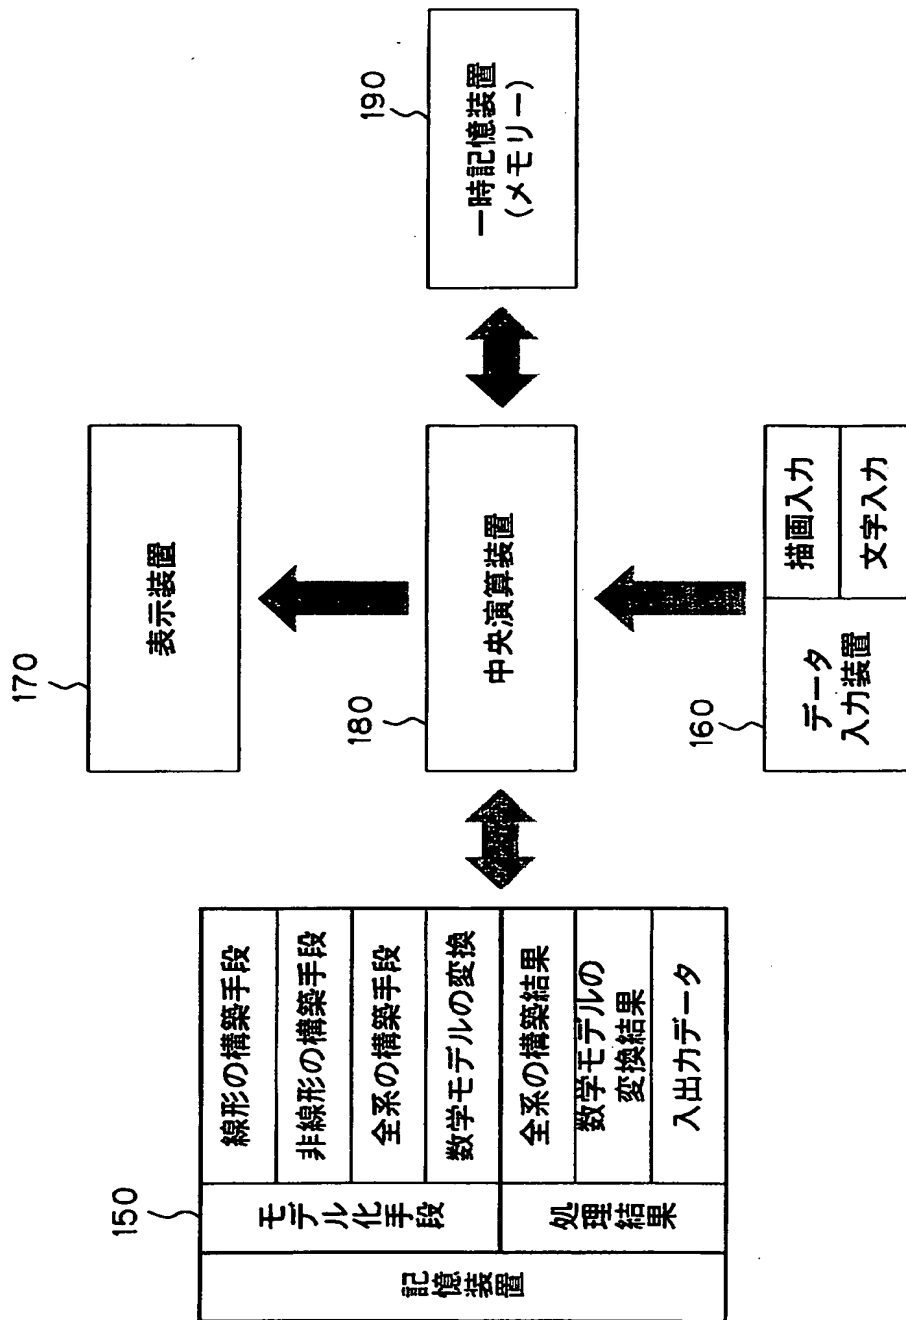 170
表示装置
150
記憶装置
モデル化手段
線形の構築手段
非線形の構築手段
全系の構築手段
数学モデルの変換
処理結果
全系の構築結果
数学モデルの
変換結果
入出力データ
180
中央演算装置
190
一時記憶装置
(メモリー)
160
データ
入力装置
描画入力
文字入力